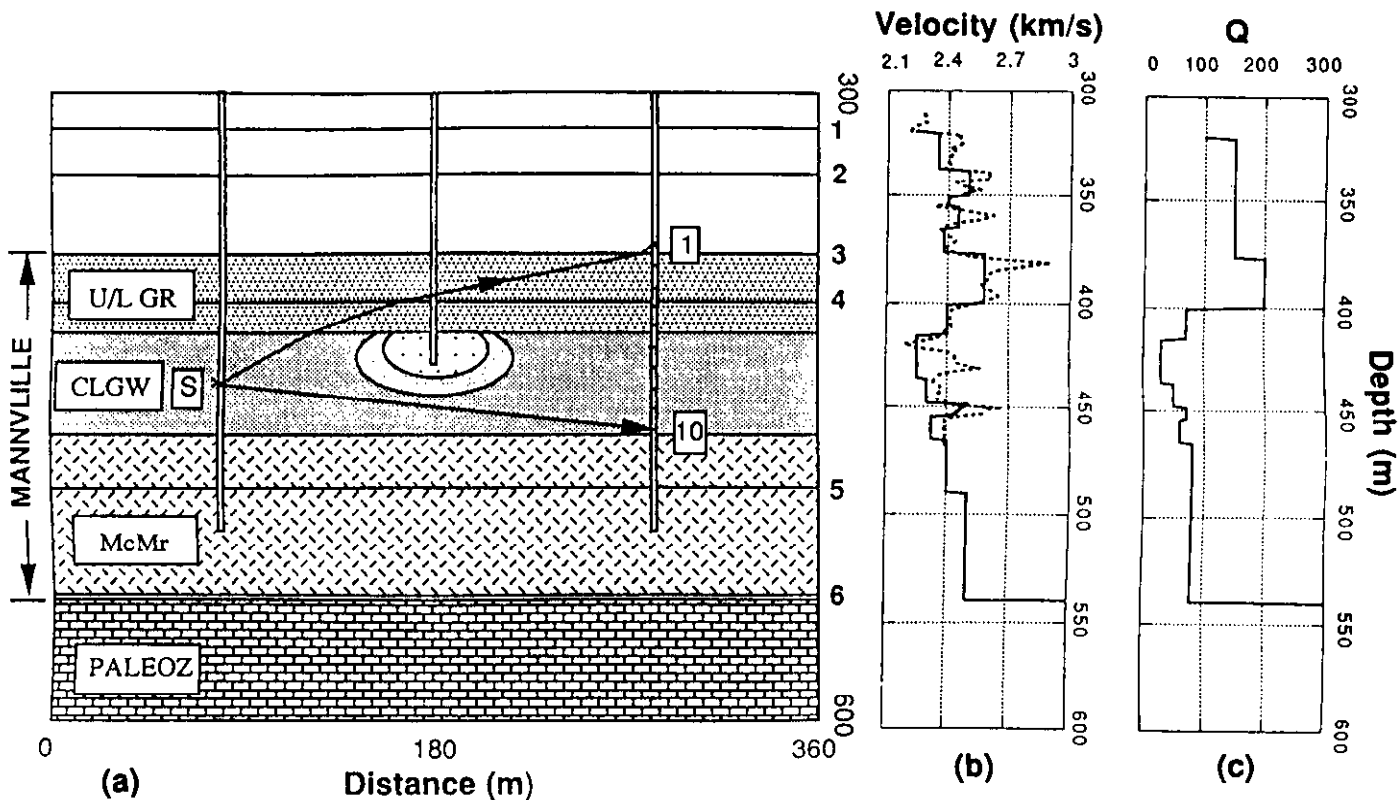 Velocity (km/s)
2.1 2.4 2.7 3
Q
0 100 200 300
300
1
2
3
4
5
6
600
MANNVLILLE
U/L GR
CLGW
S
McMr
PALEOZ
1
10
0 180 360
(a) Distance (m)
300
350
400
450
500
550
600
(b)
300
350
400
450
500
550
600
Depth (m)
(c)